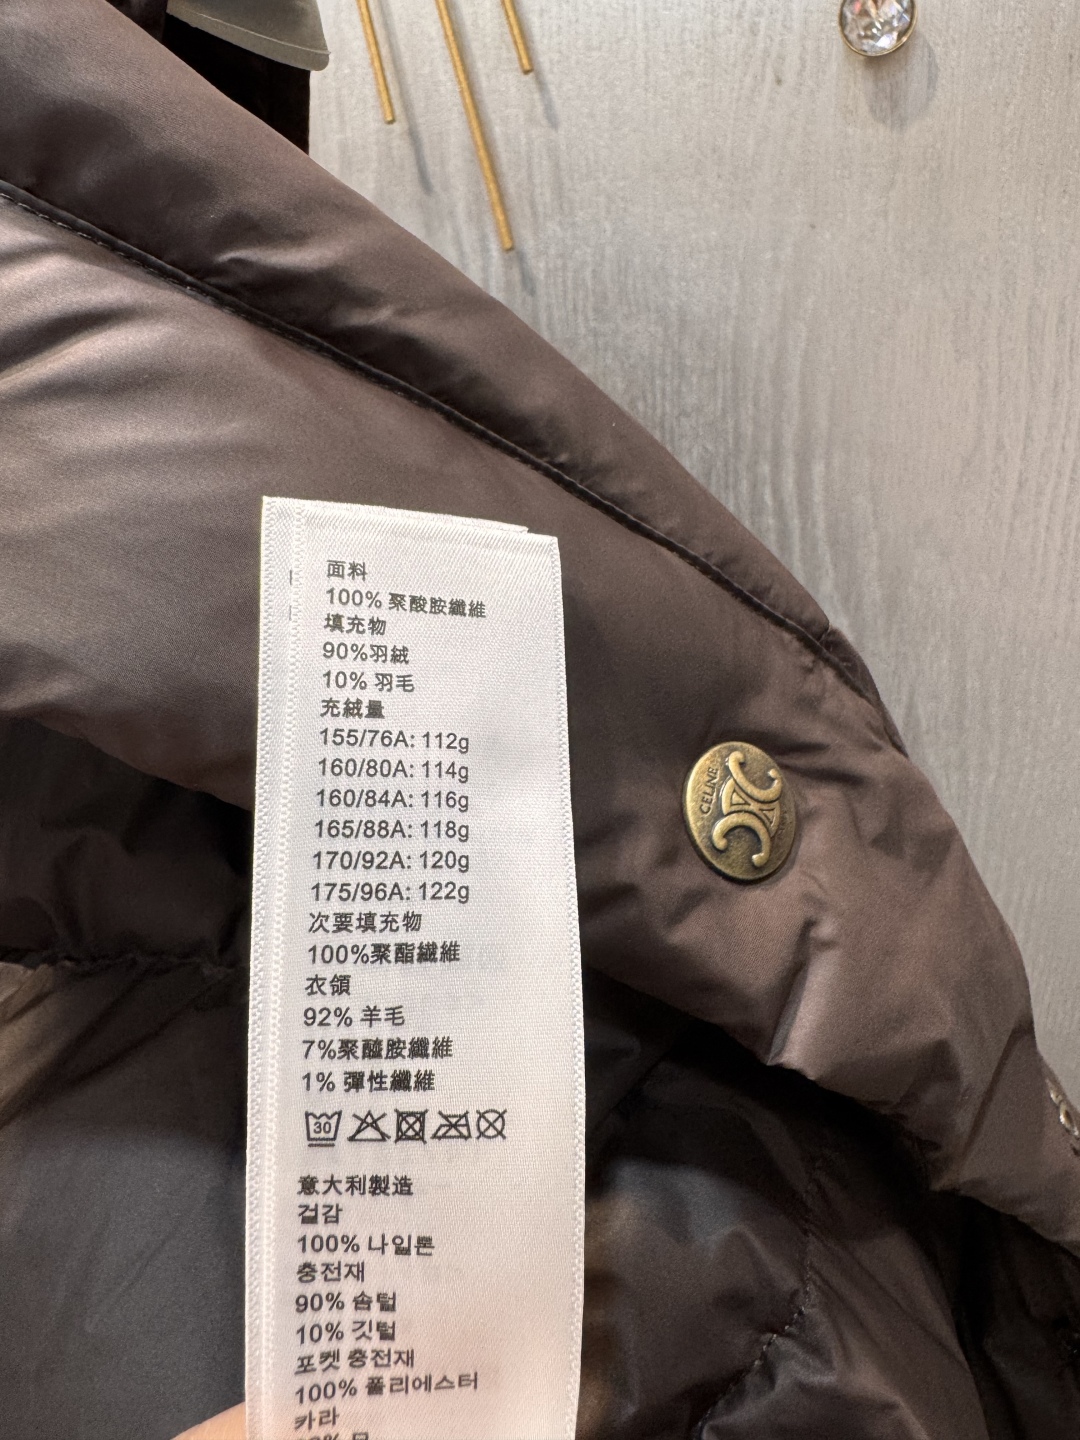 面料
100% 聚酸胺纖維
填充物
90%羽絨
10% 羽毛
充絨量
155/76A: 112g
160/80A: 114g
160/84A: 116g
165/88A: 118g
170/92A: 120g
175/96A: 122g
次要填充物
100%聚酯纖維
衣領
92% 羊毛
7%聚醯胺纖維
1% 彈性纖維
30
意大利製造
겉감
100% 나일론
충전재
90% 솜털
10% 깃털
포켓 충전재
100% 폴리에스터
카라
CELINE